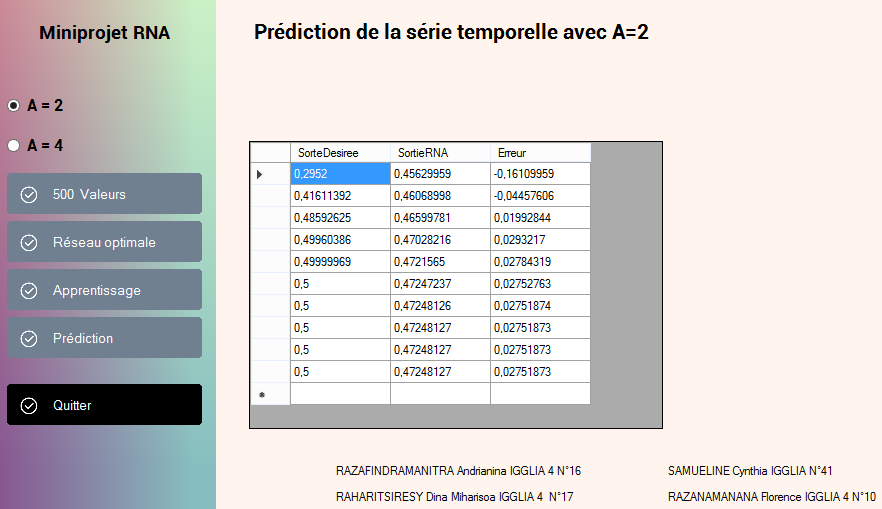 Miniprojet RNA
A = 2
A = 4
500 Valeurs
Réseau optimale
Apprentissage
Prédiction
Quitter
Prédiction de la série temporelle avec A=2
SorteDesiree SortieRNA Erreur
0,2952 0,45629959 -0,16109959
0,41611392 0,46068998 -0,04457606
0,48592625 0,46599781 0,01992844
0,49960386 0,47028216 0,0293217
0,49999969 0,4721565 0,02784319
0,5 0,47247237 0,02752763
0,5 0,47248126 0,02751874
0,5 0,47248127 0,02751873
0,5 0,47248127 0,02751873
0,5 0,47248127 0,02751873
RAZAFINDRAMANITRA Andrianina IGGLIA 4 N°16
SAMUELINE Cynthia IGGLIA N°41
RAHARITSIRESY Dina Miharisoa IGGLIA 4 N°17
RAZANAMANANA Florence IGGLIA 4 N°10